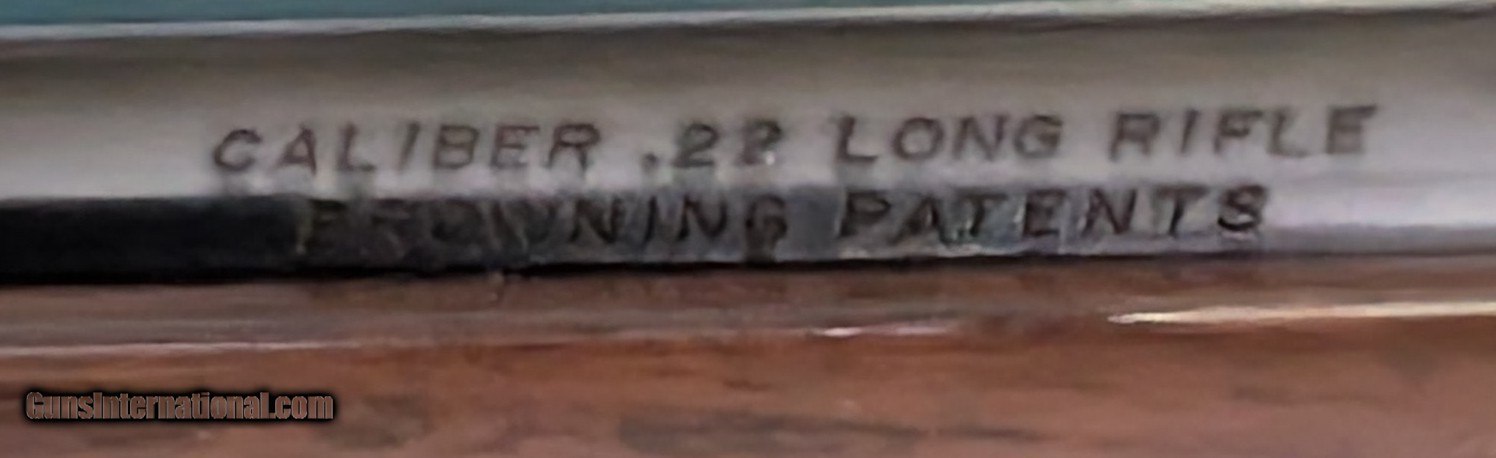 CALIBER .22 LONG RIFLE
BROWNING PATENTS
GunsInternational.com